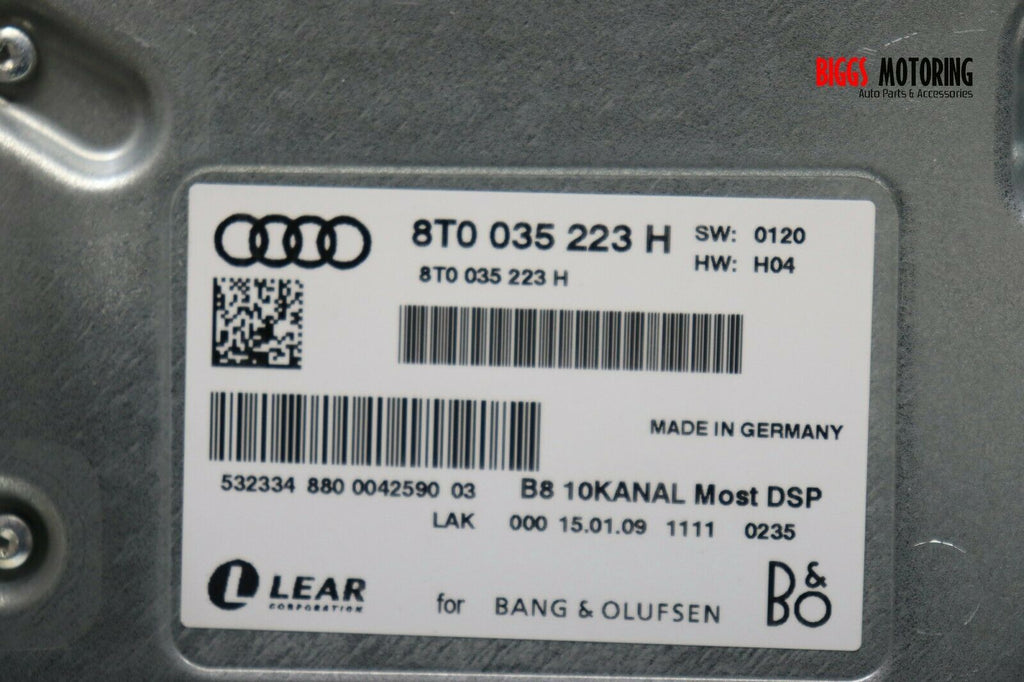 BIGGS MOTORING
Auto Parts & Accessories
8T0 035 223 H SW: 0120
8T0 035 223 H HW: H04
MADE IN GERMANY
532334 880 0042590 03 B8 10KANAL Most DSP
LAK 000 15.01.09 1111 0235
L LEAR
CORPORATION
for BANG & OLUFSEN
B&O